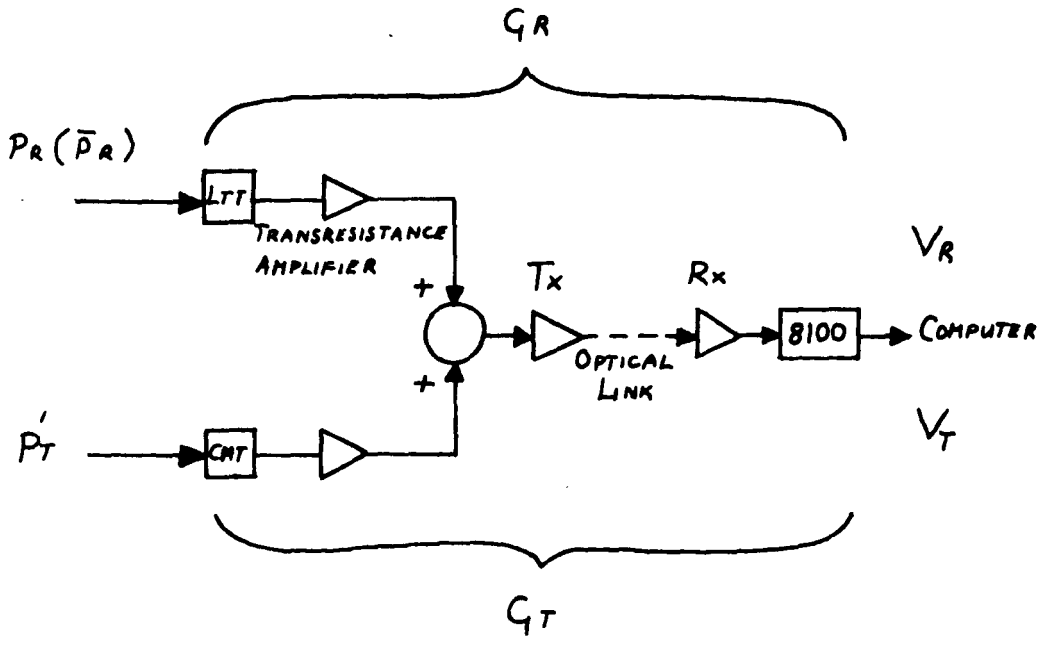 GR
PR (P̄R)
LTT
TRANSRESISTANCE
AMPLIFIER
VR
+
Tx
Rx
8100
COMPUTER
OPTICAL
LINK
+
P'T
CMT
VT
GT